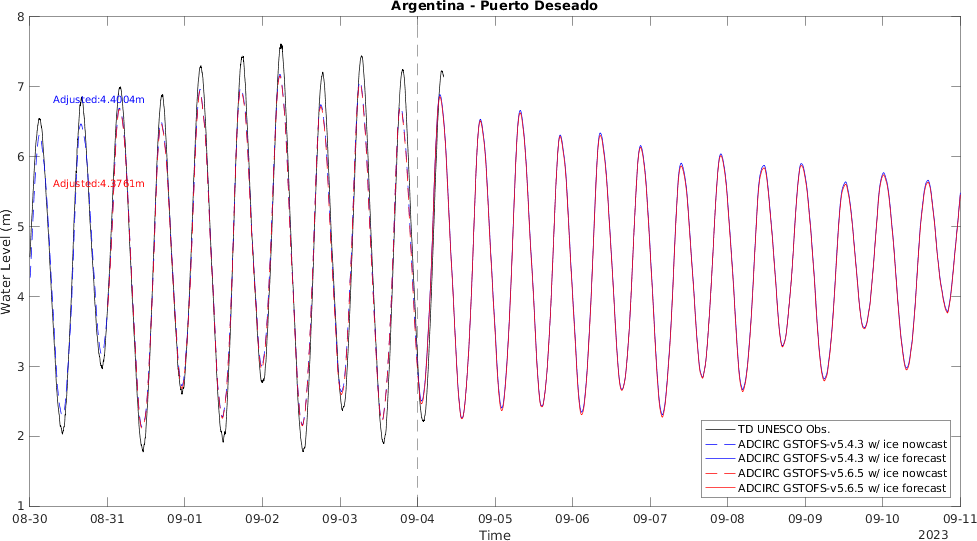 Argentina - Puerto Deseado
8
7
6
5
4
3
2
1
Water Level (m)
Adjusted:4.4004m
Adjusted:4.3761m
TD UNESCO Obs.
ADCIRC GSTOFS-v5.4.3 w/ ice nowcast
ADCIRC GSTOFS-v5.4.3 w/ ice forecast
ADCIRC GSTOFS-v5.6.5 w/ ice nowcast
ADCIRC GSTOFS-v5.6.5 w/ ice forecast
08-30 08-31 09-01 09-02 09-03 09-04 09-05 09-06 09-07 09-08 09-09 09-10 09-11
Time
2023